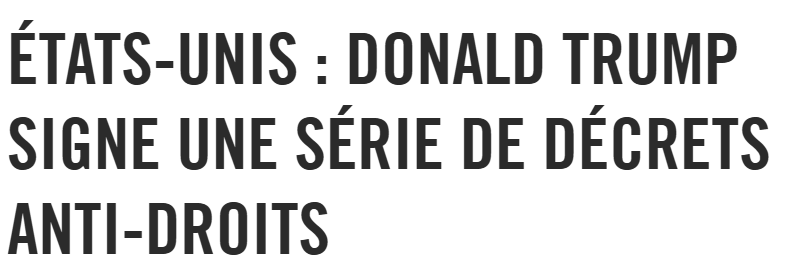 ÉTATS-UNIS : DONALD TRUMP
SIGNE UNE SÉRIE DE DÉCRETS
ANTI-DROITS